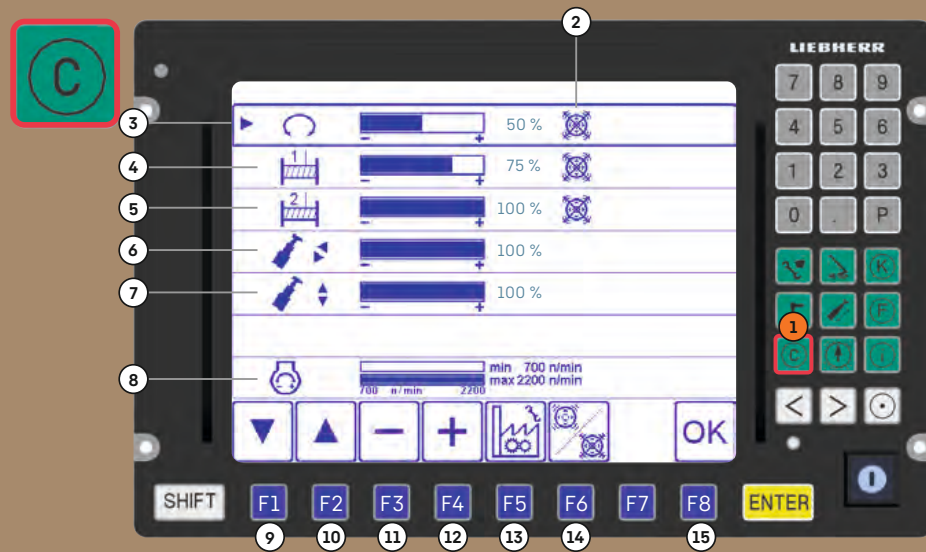 2
C
LIEBHERR
7 8 9
4 5 6
1 2 3
0 . P
3
50 %
- +
4
1
75 %
- +
5
2
100 %
- +
6
100 %
- +
7
100 %
- +
8
min 700 n/min
max 2200 n/min
700 n/min 2200
K
F
1
C
i
< >
- +
OK
SHIFT F1 F2 F3 F4 F5 F6 F7 F8 ENTER
I
9 10 11 12 13 14 15